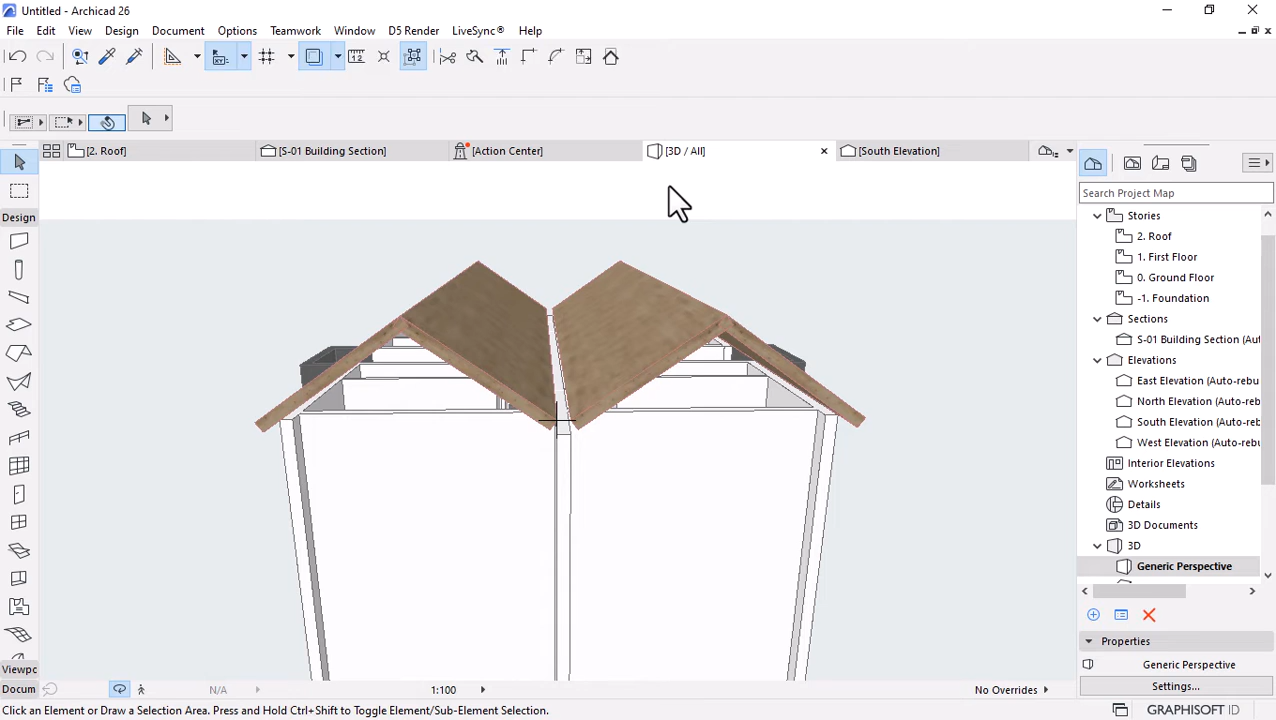 Untitled - Archicad 26
File Edit View Design Document Options Teamwork Window D5 Render LiveSync® Help
[2. Roof] [S-01 Building Section] [Action Center] [3D / All] [South Elevation]
Design
Search Project Map
Stories
2. Roof
1. First Floor
0. Ground Floor
-1. Foundation
Sections
S-01 Building Section (Aut
Elevations
East Elevation (Auto-rebu
North Elevation (Auto-reb
South Elevation (Auto-reb
West Elevation (Auto-rebu
Interior Elevations
Worksheets
Details
3D Documents
3D
Generic Perspective
Properties
Generic Perspective
Settings...
Viewpc
Docum
N/A 1:100 No Overrides
Click an Element or Draw a Selection Area. Press and Hold Ctrl+Shift to Toggle Element/Sub-Element Selection.
GRAPHISOFT ID